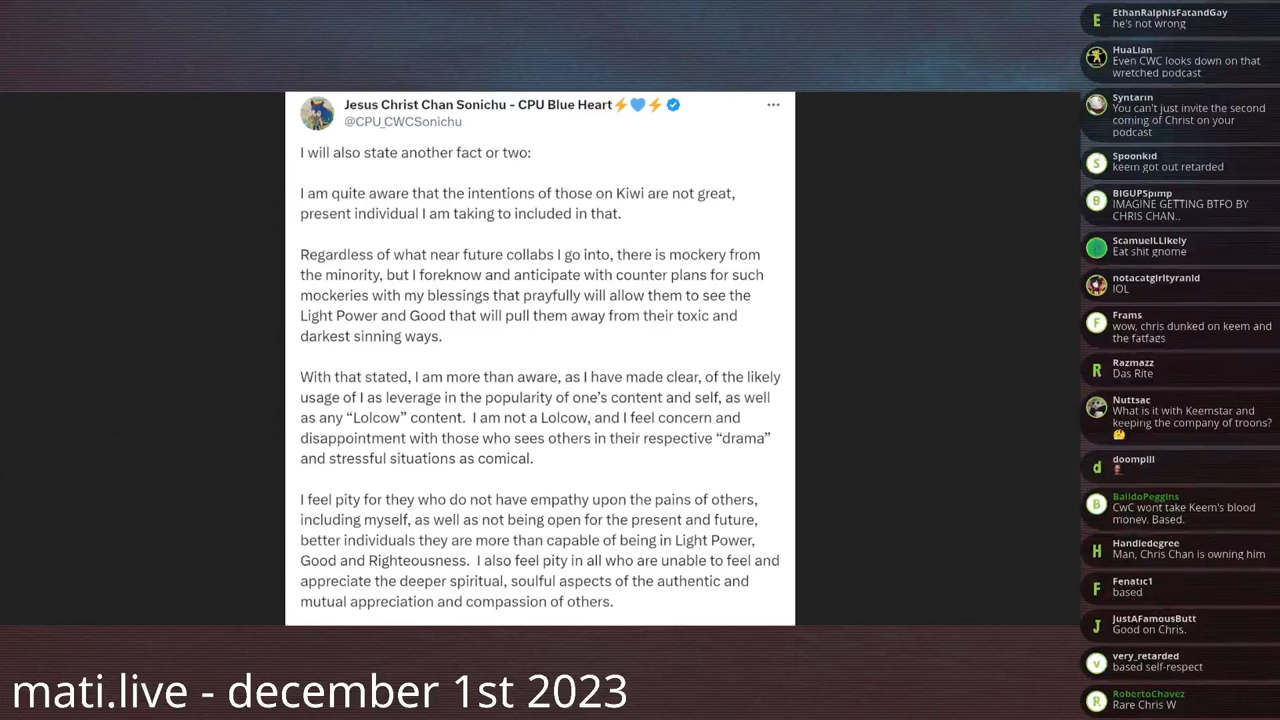 Jesus Christ Chan Sonichu - CPU Blue Heart⚡💙⚡
@CPU_CWCSonichu
I will also state another fact or two:
I am quite aware that the intentions of those on Kiwi are not great,
present individual I am taking to included in that.
Regardless of what near future collabs I go into, there is mockery from
the minority, but I foreknow and anticipate with counter plans for such
mockeries with my blessings that prayfully will allow them to see the
Light Power and Good that will pull them away from their toxic and
darkest sinning ways.
With that stated, I am more than aware, as I have made clear, of the likely
usage of I as leverage in the popularity of one's content and self, as well
as any “Lolcow” content.  I am not a Lolcow, and I feel concern and
disappointment with those who sees others in their respective “drama”
and stressful situations as comical.
I feel pity for they who do not have empathy upon the pains of others,
including myself, as well as not being open for the present and future,
better individuals they are more than capable of being in Light Power,
Good and Righteousness.  I also feel pity in all who are unable to feel and
appreciate the deeper spiritual, soulful aspects of the authentic and
mutual appreciation and compassion of others.
mati.live - december 1st 2023
E
EthanRalphIsFatandGay
he's not wrong
HuaLian
Even CWC looks down on that
wretched podcast
Syntarin
You can't just invite the second
coming of Christ on your
podcast
S
Spoonkid
keem got out retarded
B
BIGUPSpimp
IMAGINE GETTING BTFO BY
CHRIS CHAN..
ScamuelLLikely
Eat shit gnome
notacatgirltyranid
lOL
F
Frams
wow, chris dunked on keem and
the fatfags
R
Razmazz
Das Rite
Nuttsac
What is it with Keemstar and
keeping the company of troons?
🤔
d
doompill
B
BalldoPeggins
CwC wont take Keem's blood
money. Based.
H
Handledegree
Man, Chris Chan is owning him
F
Fenatic1
based
J
JustAFamousButt
Good on Chris.
v
very_retarded
based self-respect
R
RobertoChavez
Rare Chris W